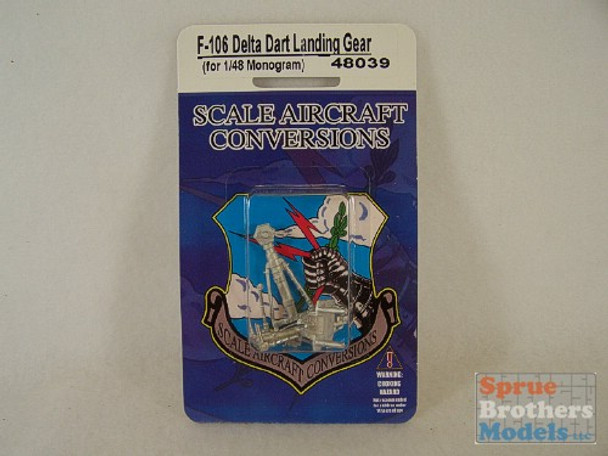 F-106 Delta Dart Landing Gear
(for 1/48 Monogram) 48039
SCALE AIRCRAFT
CONVERSIONS
SCALE AIRCRAFT CONVERSIONS
WARNING:
CHOKING
HAZARD
Sprue
Brothers
Models LLC